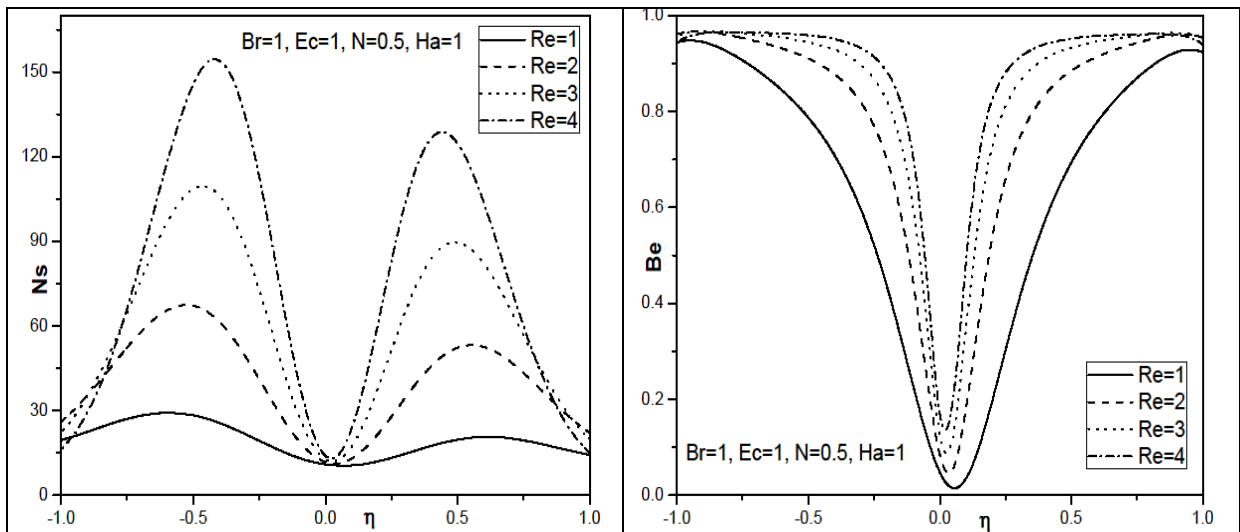 Br=1, Ec=1, N=0.5, Ha=1
Re=1
Re=2
Re=3
Re=4
150
120
90
60
30
0
Ns
-1.0 -0.5 0.0 0.5 1.0
η
1.0
0.8
0.6
0.4
0.2
0.0
Be
Re=1
Re=2
Re=3
Re=4
Br=1, Ec=1, N=0.5, Ha=1
-1.0 -0.5 0.0 0.5 1.0
η